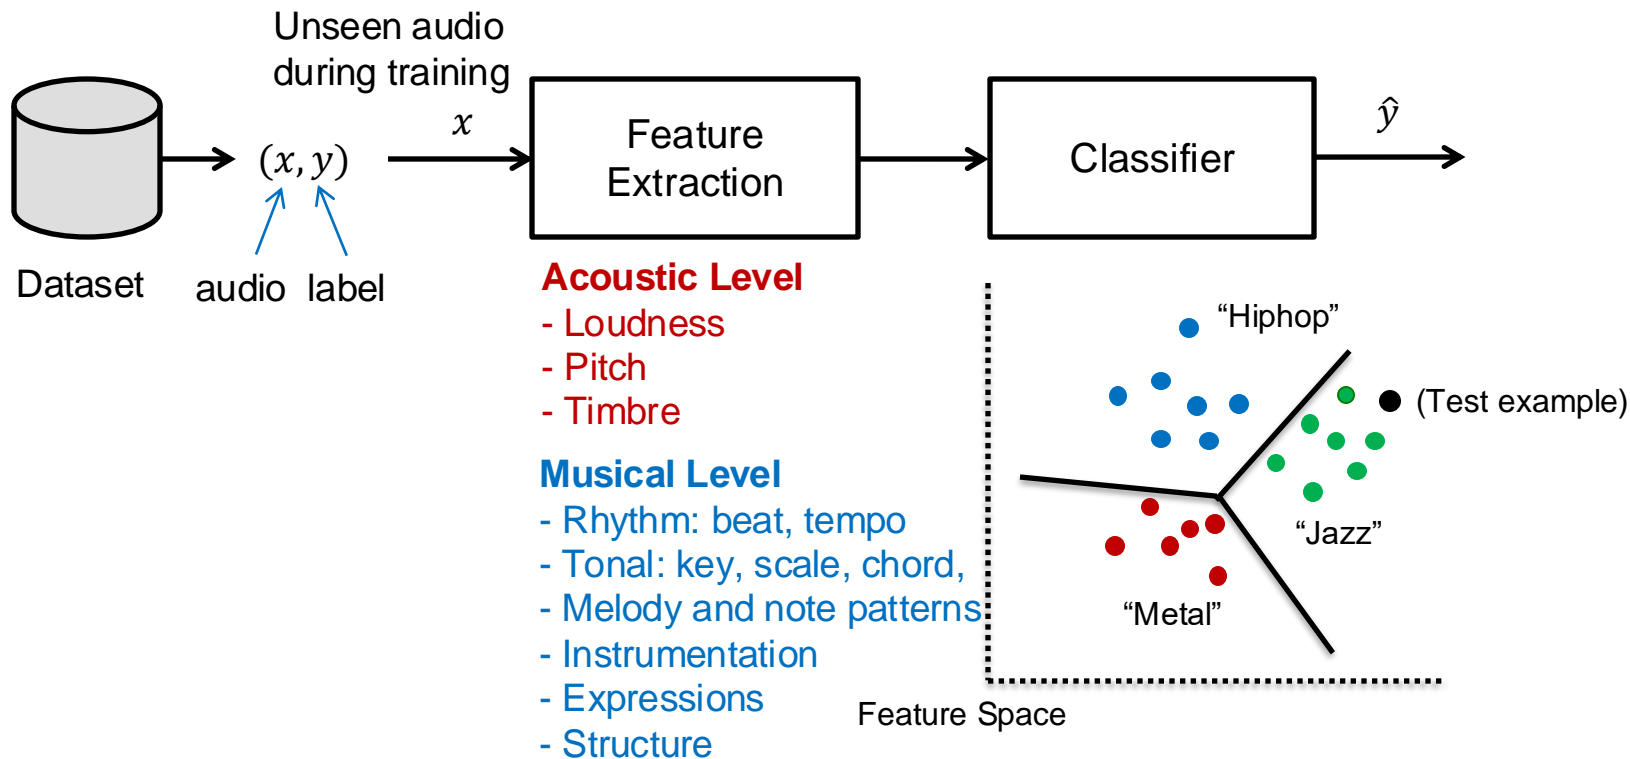 Unseen audio
during training
x
(x, y)
Dataset
audio
label
Feature
Extraction
Classifier
ŷ
Acoustic Level
- Loudness
- Pitch
- Timbre
Musical Level
- Rhythm: beat, tempo
- Tonal: key, scale, chord,
- Melody and note patterns
- Instrumentation
- Expressions
- Structure
“Hiphop”
(Test example)
“Jazz”
“Metal”
Feature Space